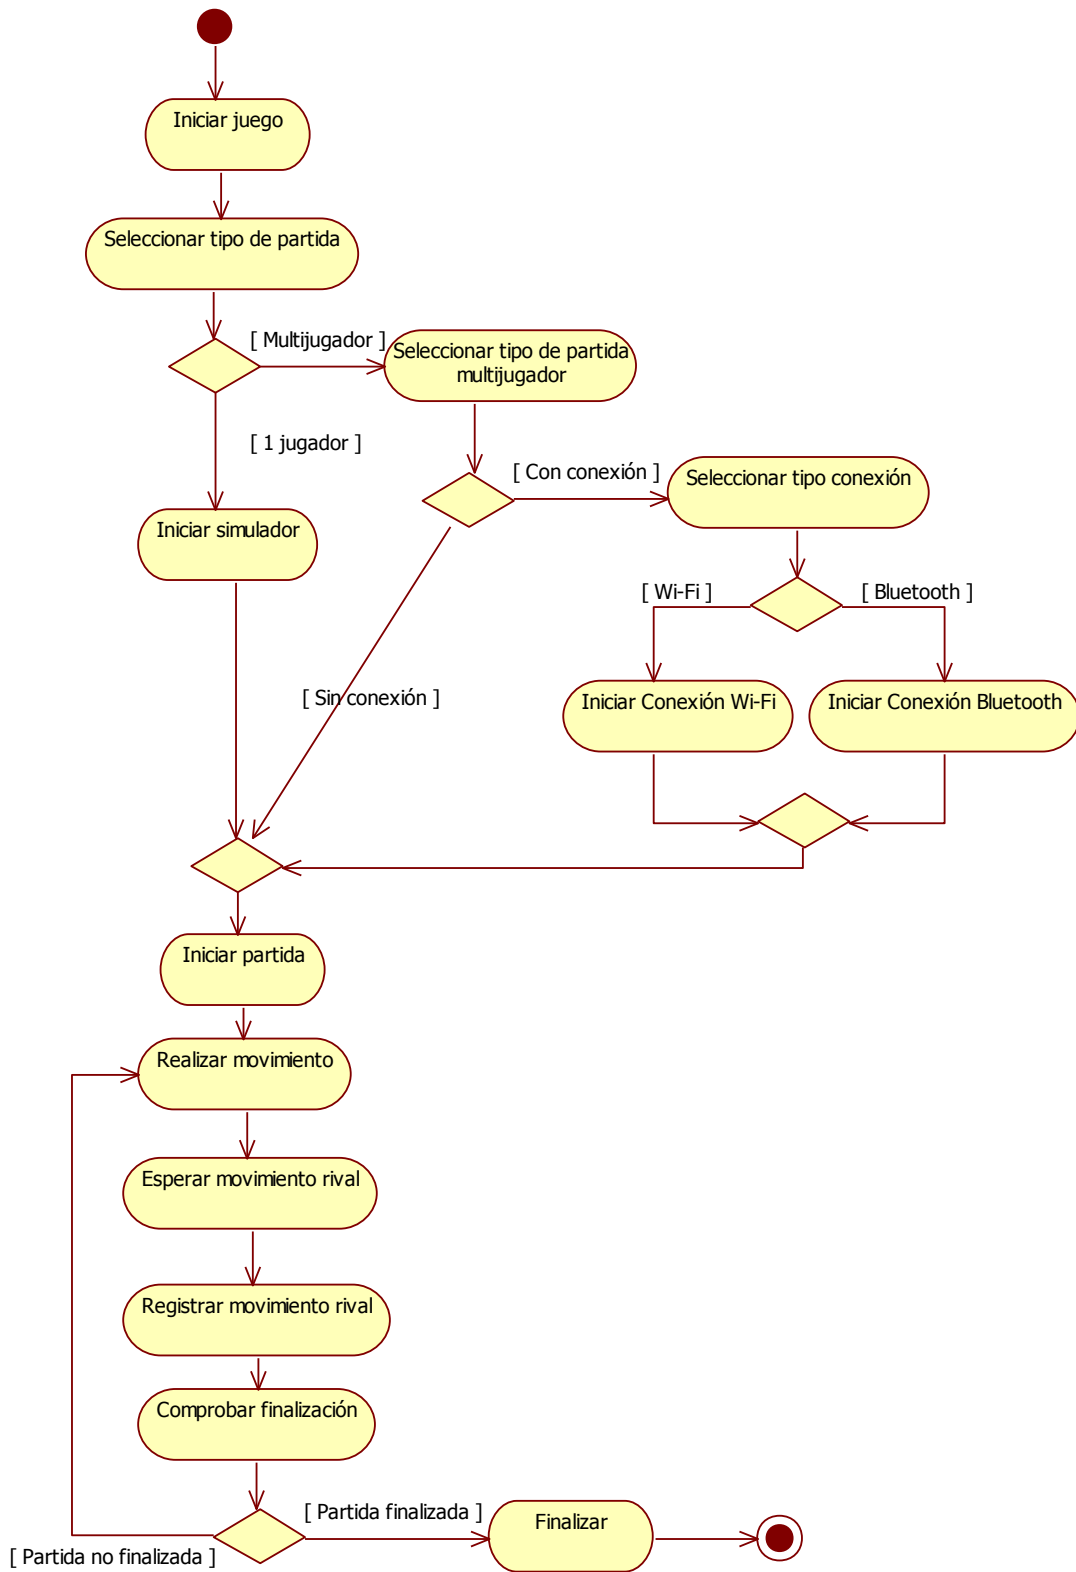 Iniciar juego
Seleccionar tipo de partida
[ Multijugador ]
Seleccionar tipo de partida
multijugador
[ 1 jugador ]
[ Con conexión ]
Seleccionar tipo conexión
Iniciar simulador
[ Wi-Fi ]
[ Bluetooth ]
[ Sin conexión ]
Iniciar Conexión Wi-Fi
Iniciar Conexión Bluetooth
Iniciar partida
Realizar movimiento
Esperar movimiento rival
Registrar movimiento rival
Comprobar finalización
[ Partida finalizada ]
Finalizar
[ Partida no finalizada ]